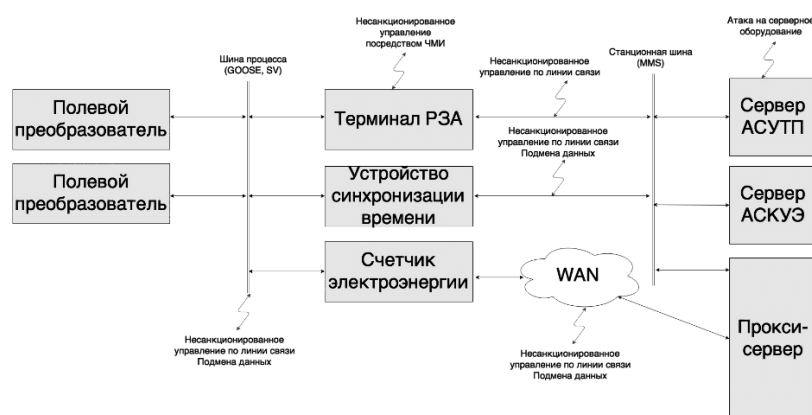 Несанкционированное
управление
посредством ЧМИ
Атака на серверное
оборудование
Шина процесса
(GOOSE, SV)
Несанкционированное
управление по линии связи
Станционная шина
(MMS)
Полевой
преобразователь
Терминал РЗА
Сервер
АСУТП
Несанкционированное
управление по линии связи
Подмена данных
Полевой
преобразователь
Устройство
синхронизации
времени
Сервер
АСКУЭ
Счетчик
электроэнергии
WAN
Прокси-
сервер
Несанкционированное
управление по линии связи
Подмена данных
Несанкционированное
управление по линии связи
Подмена данных